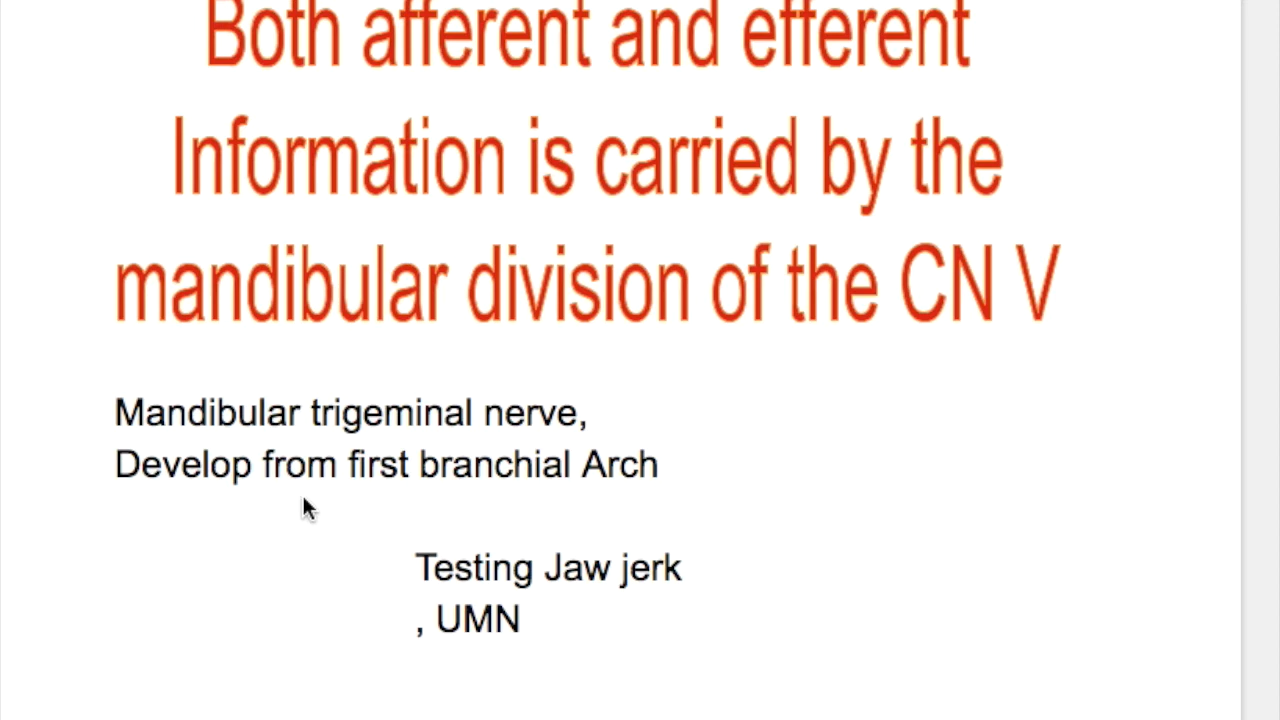 Both afferent and efferent
Information is carried by the
mandibular division of the CN V
Mandibular trigeminal nerve,
Develop from first branchial Arch
Testing Jaw jerk
, UMN